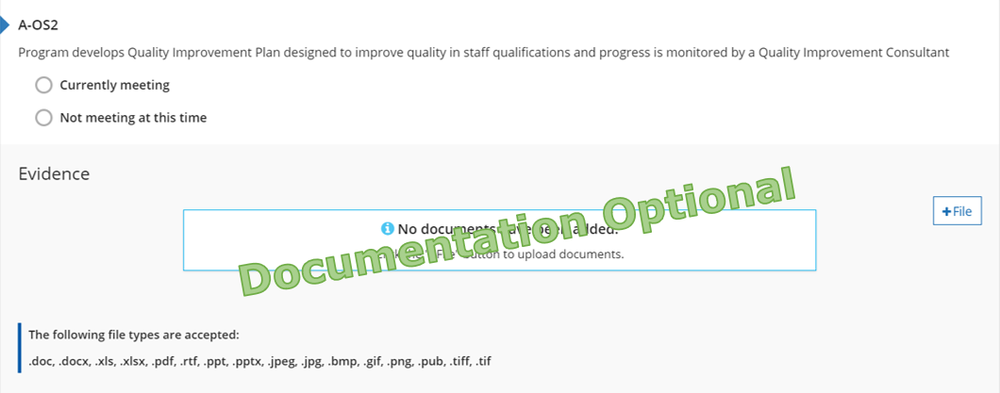 A-OS2
Program develops Quality Improvement Plan designed to improve quality in staff qualifications and progress is monitored by a Quality Improvement Consultant
Currently meeting
Not meeting at this time
Evidence
No documents have been added.
+File
"File" button to upload documents.
Documentation Optional
The following file types are accepted:
.doc, .docx, .xls, .xlsx, .pdf, .rtf, .ppt, .pptx, .jpeg, .jpg, .bmp, .gif, .png, .pub, .tiff, .tif